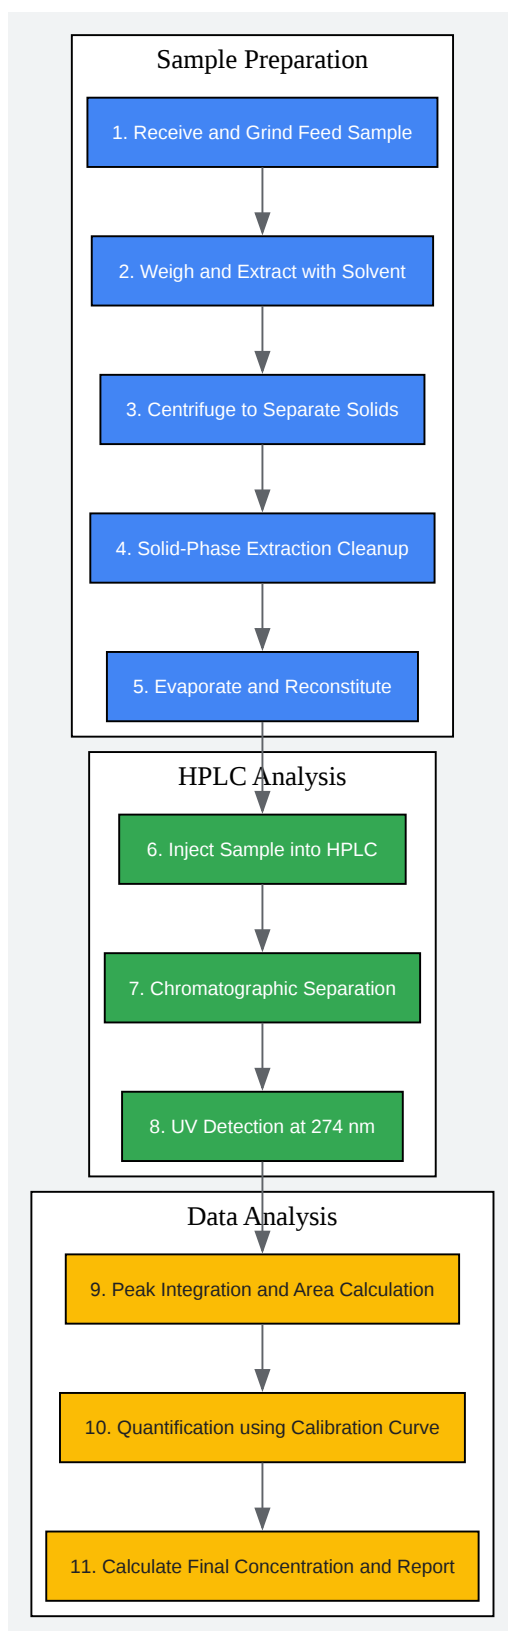 Sample Preparation
1. Receive and Grind Feed Sample
2. Weigh and Extract with Solvent
3. Centrifuge to Separate Solids
4. Solid-Phase Extraction Cleanup
5. Evaporate and Reconstitute
HPLC Analysis
6. Inject Sample into HPLC
7. Chromatographic Separation
8. UV Detection at 274 nm
Data Analysis
9. Peak Integration and Area Calculation
10. Quantification using Calibration Curve
11. Calculate Final Concentration and Report